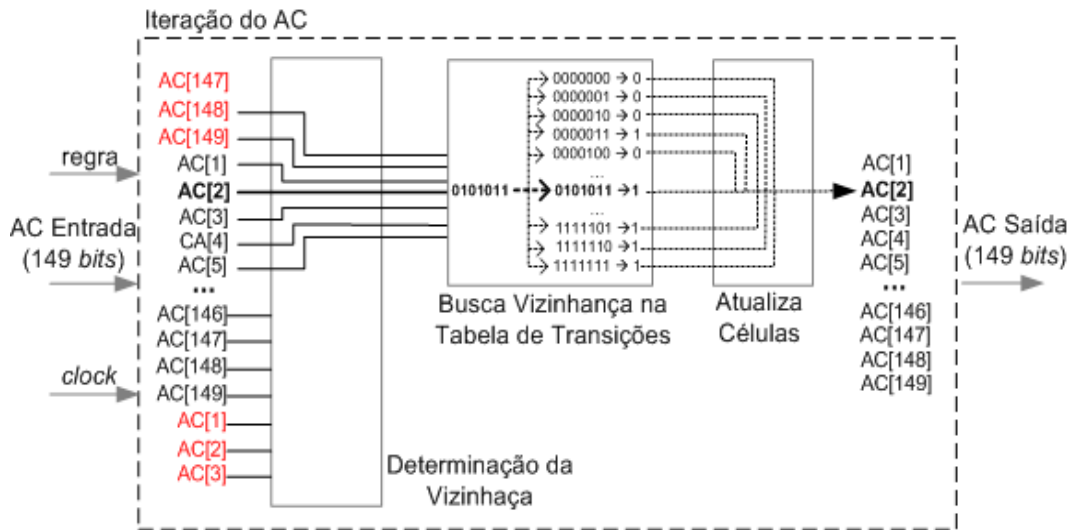 Iteração do AC
regra
AC Entrada
(149 bits)
clock
AC[147]
AC[148]
AC[149]
AC[1]
AC[2]
AC[3]
CA[4]
AC[5]
...
AC[146]
AC[147]
AC[148]
AC[149]
AC[1]
AC[2]
AC[3]
Determinação da
Vizinhaça
0101011
0000000 → 0
0000001 → 0
0000010 → 0
0000011 → 1
0000100 → 0
...
0101011 → 1
...
1111101 → 1
1111110 → 1
1111111 → 1
Busca Vizinhança na
Tabela de Transições
Atualiza
Células
AC[1]
AC[2]
AC[3]
AC[4]
AC[5]
...
AC[146]
AC[147]
AC[148]
AC[149]
AC Saída
(149 bits)